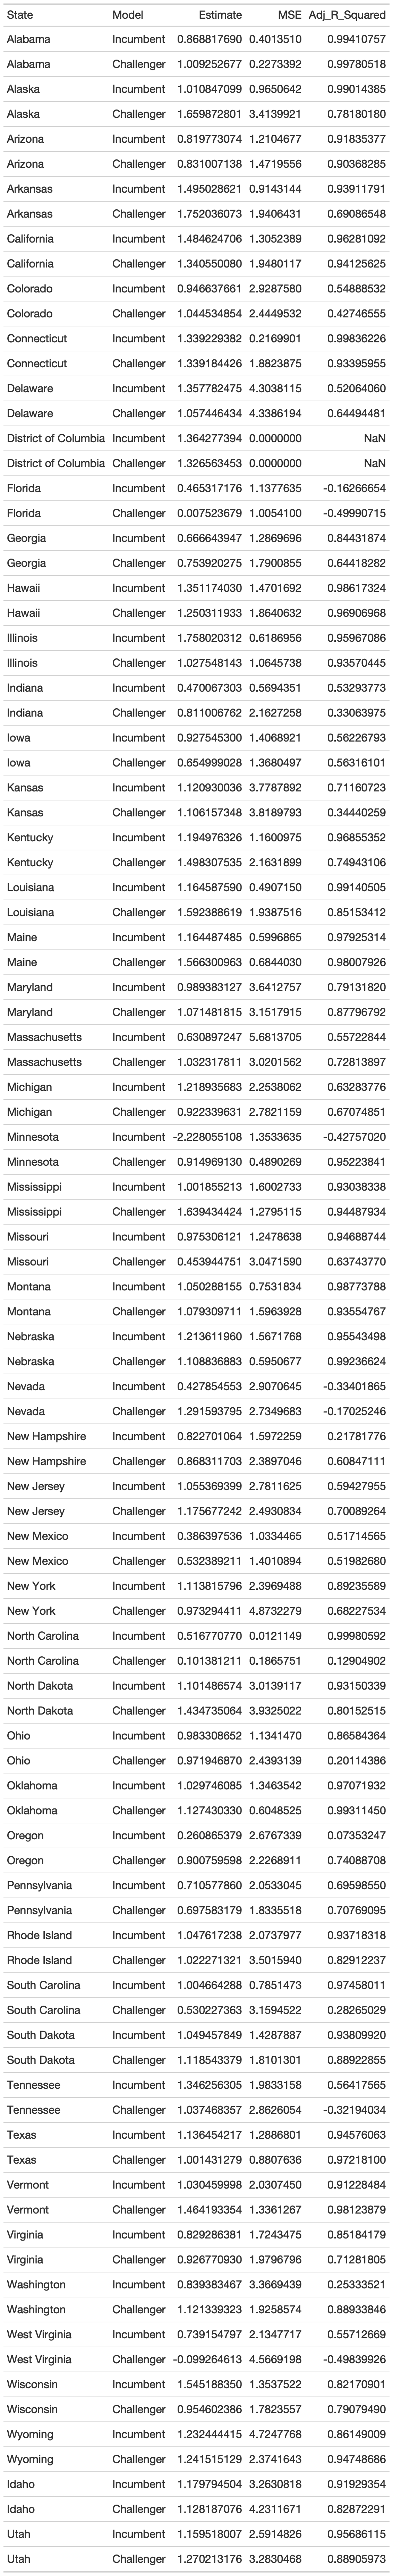 State Model Estimate MSE Adj_R_Squared
Alabama Incumbent 0.868817690 0.4013510 0.99410757
Alabama Challenger 1.009252677 0.2273392 0.99780518
Alaska Incumbent 1.010847099 0.9650642 0.99014385
Alaska Challenger 1.659872801 3.4139921 0.78180180
Arizona Incumbent 0.819773074 1.2104677 0.91835377
Arizona Challenger 0.831007138 1.4719556 0.90368285
Arkansas Incumbent 1.495028621 0.9143144 0.93911791
Arkansas Challenger 1.752036073 1.9406431 0.69086548
California Incumbent 1.484624706 1.3052389 0.96281092
California Challenger 1.340550080 1.9480117 0.94125625
Colorado Incumbent 0.946637661 2.9287580 0.54888532
Colorado Challenger 1.044534854 2.4449532 0.42746555
Connecticut Incumbent 1.339229382 0.2169901 0.99836226
Connecticut Challenger 1.339184426 1.8823875 0.93395955
Delaware Incumbent 1.357782475 4.3038115 0.52064060
Delaware Challenger 1.057446434 4.3386194 0.64494481
District of Columbia Incumbent 1.364277394 0.0000000 NaN
District of Columbia Challenger 1.326563453 0.0000000 NaN
Florida Incumbent 0.465317176 1.1377635 -0.16266654
Florida Challenger 0.007523679 1.0054100 -0.49990715
Georgia Incumbent 0.666643947 1.2869696 0.84431874
Georgia Challenger 0.753920275 1.7900855 0.64418282
Hawaii Incumbent 1.351174030 1.4701692 0.98617324
Hawaii Challenger 1.250311933 1.8640632 0.96906968
Illinois Incumbent 1.758020312 0.6186956 0.95967086
Illinois Challenger 1.027548143 1.0645738 0.93570445
Indiana Incumbent 0.470067303 0.5694351 0.53293773
Indiana Challenger 0.811006762 2.1627258 0.33063975
Iowa Incumbent 0.927545300 1.4068921 0.56226793
Iowa Challenger 0.654999028 1.3680497 0.56316101
Kansas Incumbent 1.120930036 3.7787892 0.71160723
Kansas Challenger 1.106157348 3.8189793 0.34440259
Kentucky Incumbent 1.194976326 1.1600975 0.96855352
Kentucky Challenger 1.498307535 2.1631899 0.74943106
Louisiana Incumbent 1.164587590 0.4907150 0.99140505
Louisiana Challenger 1.592388619 1.9387516 0.85153412
Maine Incumbent 1.164487485 0.5996865 0.97925314
Maine Challenger 1.566300963 0.6844030 0.98007926
Maryland Incumbent 0.989383127 3.6412757 0.79131820
Maryland Challenger 1.071481815 3.1517915 0.87796792
Massachusetts Incumbent 0.630897247 5.6813705 0.55722844
Massachusetts Challenger 1.032317811 3.0201562 0.72813897
Michigan Incumbent 1.218935683 2.2538062 0.63283776
Michigan Challenger 0.922339631 2.7821159 0.67074851
Minnesota Incumbent -2.228055108 1.3533635 -0.42757020
Minnesota Challenger 0.914969130 0.4890269 0.95223841
Mississippi Incumbent 1.001855213 1.6002733 0.93038338
Mississippi Challenger 1.639434424 1.2795115 0.94487934
Missouri Incumbent 0.975306121 1.2478638 0.94688744
Missouri Challenger 0.453944751 3.0471590 0.63743770
Montana Incumbent 1.050288155 0.7531834 0.98773788
Montana Challenger 1.079309711 1.5963928 0.93554767
Nebraska Incumbent 1.213611960 1.5671768 0.95543498
Nebraska Challenger 1.108836883 0.5950677 0.99236624
Nevada Incumbent 0.427854553 2.9070645 -0.33401865
Nevada Challenger 1.291593795 2.7349683 -0.17025246
New Hampshire Incumbent 0.822701064 1.5972259 0.21781776
New Hampshire Challenger 0.868311703 2.3897046 0.60847111
New Jersey Incumbent 1.055369399 2.7811625 0.59427955
New Jersey Challenger 1.175677242 2.4930834 0.70089264
New Mexico Incumbent 0.386397536 1.0334465 0.51714565
New Mexico Challenger 0.532389211 1.4010894 0.51982680
New York Incumbent 1.113815796 2.3969488 0.89235589
New York Challenger 0.973294411 4.8732279 0.68227534
North Carolina Incumbent 0.516770770 0.0121149 0.99980592
North Carolina Challenger 0.101381211 0.1865751 0.12904902
North Dakota Incumbent 1.101486574 3.0139117 0.93150339
North Dakota Challenger 1.434735064 3.9325022 0.80152515
Ohio Incumbent 0.983308652 1.1341470 0.86584364
Ohio Challenger 0.971946870 2.4393139 0.20114386
Oklahoma Incumbent 1.029746085 1.3463542 0.97071932
Oklahoma Challenger 1.127430330 0.6048525 0.99311450
Oregon Incumbent 0.260865379 2.6767339 0.07353247
Oregon Challenger 0.900759598 2.2268911 0.74088708
Pennsylvania Incumbent 0.710577860 2.0533045 0.69598550
Pennsylvania Challenger 0.697583179 1.8335518 0.70769095
Rhode Island Incumbent 1.047617238 2.0737977 0.93718318
Rhode Island Challenger 1.022271321 3.5015940 0.82912237
South Carolina Incumbent 1.004664288 0.7851473 0.97458011
South Carolina Challenger 0.530227363 3.1594522 0.28265029
South Dakota Incumbent 1.049457849 1.4287887 0.93809920
South Dakota Challenger 1.118543379 1.8101301 0.88922855
Tennessee Incumbent 1.346256305 1.9833158 0.56417565
Tennessee Challenger 1.037468357 2.8626054 -0.32194034
Texas Incumbent 1.136454217 1.2886801 0.94576063
Texas Challenger 1.001431279 0.8807636 0.97218100
Vermont Incumbent 1.030459998 2.0307450 0.91228484
Vermont Challenger 1.464193354 1.3361267 0.98123879
Virginia Incumbent 0.829286381 1.7243475 0.85184179
Virginia Challenger 0.926770930 1.9796796 0.71281805
Washington Incumbent 0.839383467 3.3669439 0.25333521
Washington Challenger 1.121339323 1.9258574 0.88933846
West Virginia Incumbent 0.739154797 2.1347717 0.55712669
West Virginia Challenger -0.099264613 4.5669198 -0.49839926
Wisconsin Incumbent 1.545188350 1.3537522 0.82170901
Wisconsin Challenger 0.954602386 1.7823557 0.79079490
Wyoming Incumbent 1.232444415 4.7247768 0.86149009
Wyoming Challenger 1.241515129 2.3741643 0.94748686
Idaho Incumbent 1.179794504 3.2630818 0.91929354
Idaho Challenger 1.128187076 4.2311671 0.82872291
Utah Incumbent 1.159518007 2.5914826 0.95686115
Utah Challenger 1.270213176 3.2830468 0.88905973